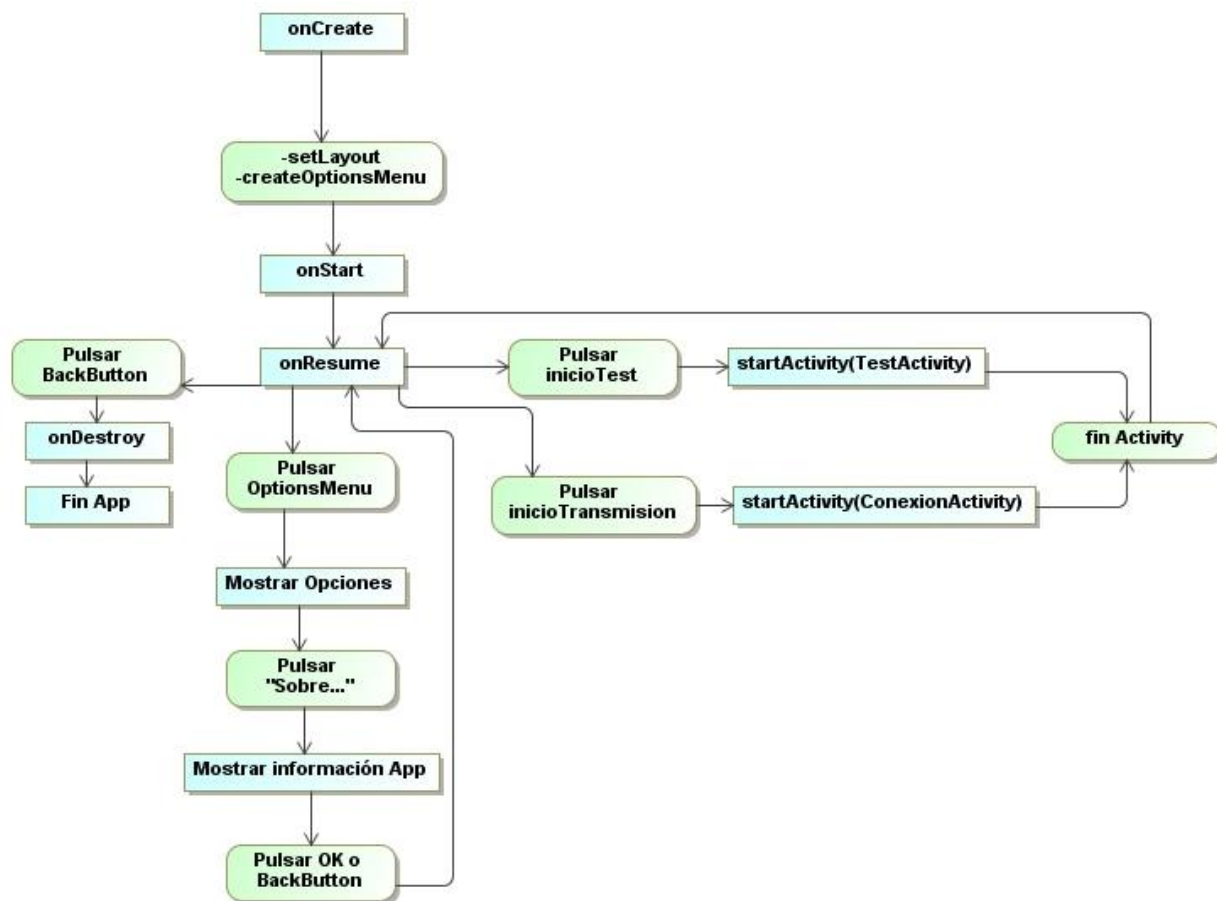 onCreate
-setLayout
-createOptionsMenu
onStart
Pulsar
BackButton
onResume
Pulsar
inicioTest
startActivity(TestActivity)
onDestroy
fin Activity
Pulsar
OptionsMenu
Fin App
Pulsar
inicioTransmision
startActivity(ConexionActivity)
Mostrar Opciones
Pulsar
"Sobre..."
Mostrar información App
Pulsar OK o
BackButton